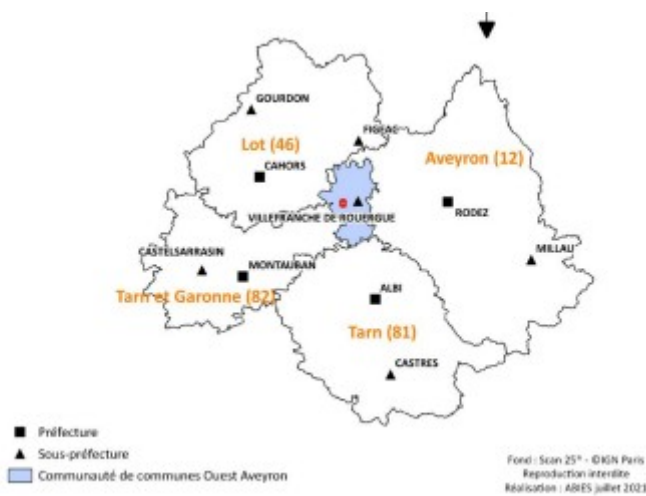 GOURDON
FIGEAC
Lot (46)
Aveyron (12)
CAHORS
RODEZ
VILLEFRANCHE DE ROUERGUE
CASTELSARRASIN
MONTAUBAN
MILLAU
Tarn et Garonne (82)
ALBI
Tarn (81)
CASTRES
Préfecture
Sous-préfecture
Communauté de communes Ouest Aveyron
Fond : Scan 25® - ©IGN Paris
Reproduction interdite
Réalisation : ABIES juillet 2021